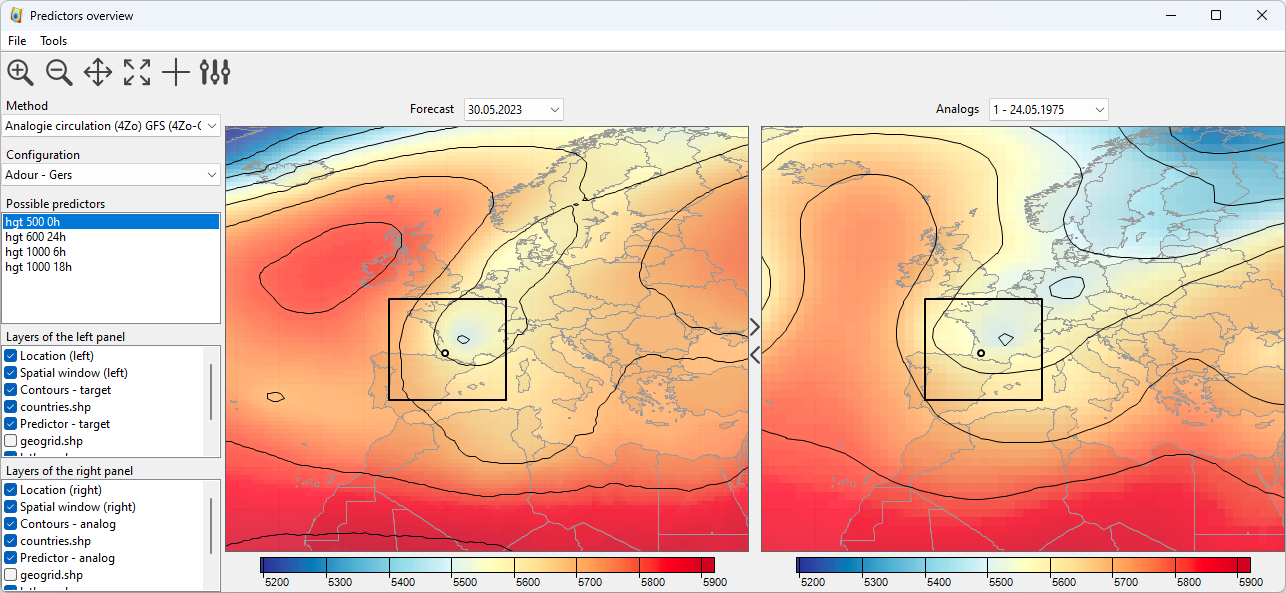 Predictors overview
File Tools
Method
Forecast 30.05.2023
Analogs 1 - 24.05.1975
Analogie circulation (4Zo) GFS (4Zo-
Configuration
Adour - Gers
Possible predictors
hgt 500 0h
hgt 600 24h
hgt 1000 6h
hgt 1000 18h
Layers of the left panel
Location (left)
Spatial window (left)
Contours - target
countries.shp
Predictor - target
geogrid.shp
Layers of the right panel
Location (right)
Spatial window (right)
Contours - analog
countries.shp
Predictor - analog
geogrid.shp
5200 5300 5400 5500 5600 5700 5800 5900
5200 5300 5400 5500 5600 5700 5800 5900